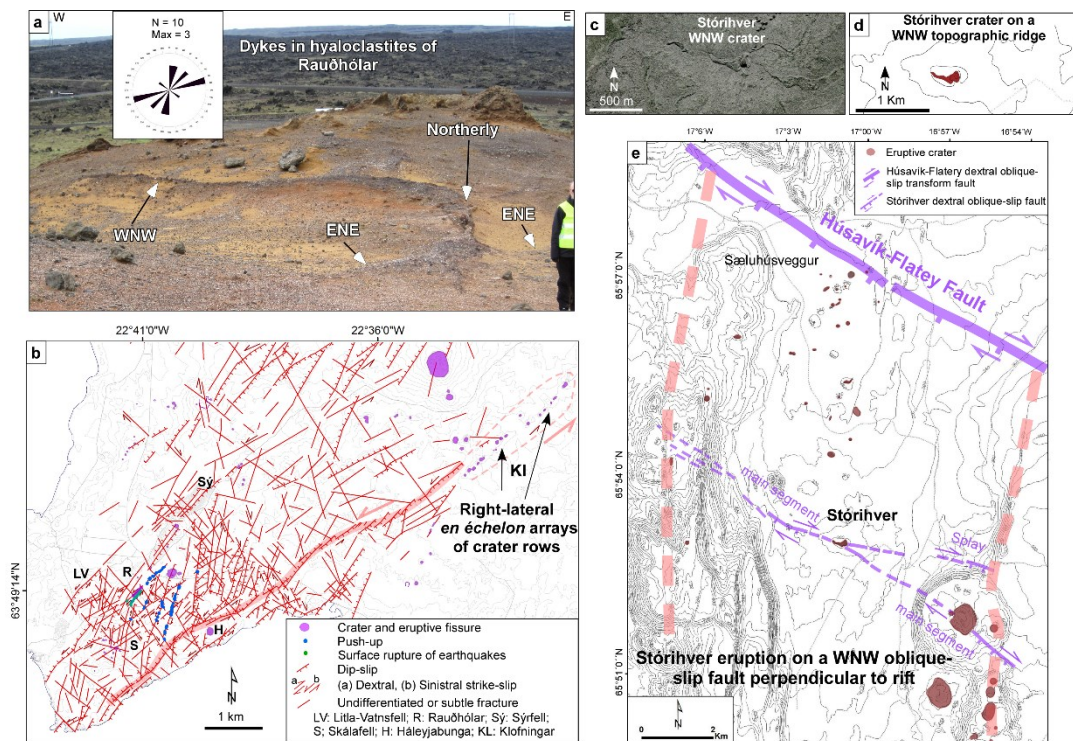 a
W
E
N = 10
Max = 3
Dykes in hyaloclastites of
Rauðhólar
Northerly
WNW
ENE
ENE
c
Stórihver
WNW crater
N
500 m
d
Stórihver crater on a
WNW topographic ridge
N
1 Km
b
22°41'0"W
22°36'0"W
63°49'14"N
Sý
KI
Right-lateral
en échelon arrays
of crater rows
LV
R
S
H
N
1 km
Crater and eruptive fissure
Push-up
Surface rupture of earthquakes
Dip-slip
a b
(a) Dextral, (b) Sinistral strike-slip
Undifferentiated or subtle fracture
LV: Litla-Vatnsfell; R: Rauðhólar; Sý: Sýrfell;
S; Skálafell; H: Háleyjabunga; KL: Klofningar
e
17°6'W
17°3'W
17°00'W
16°57'W
16°54'W
Eruptive crater
Húsavik-Flatery dextral oblique-
slip transform fault
Stórihver dextral oblique-slip fault
65°57'0"N
65°54'0"N
65°51'0"N
Sæluhúsveggur
Húsavík-Flatey Fault
main segment
Stórihver
Splay
main segment
Stórihver eruption on a WNW oblique-
slip fault perpendicular to rift
N
0 1 2
Km